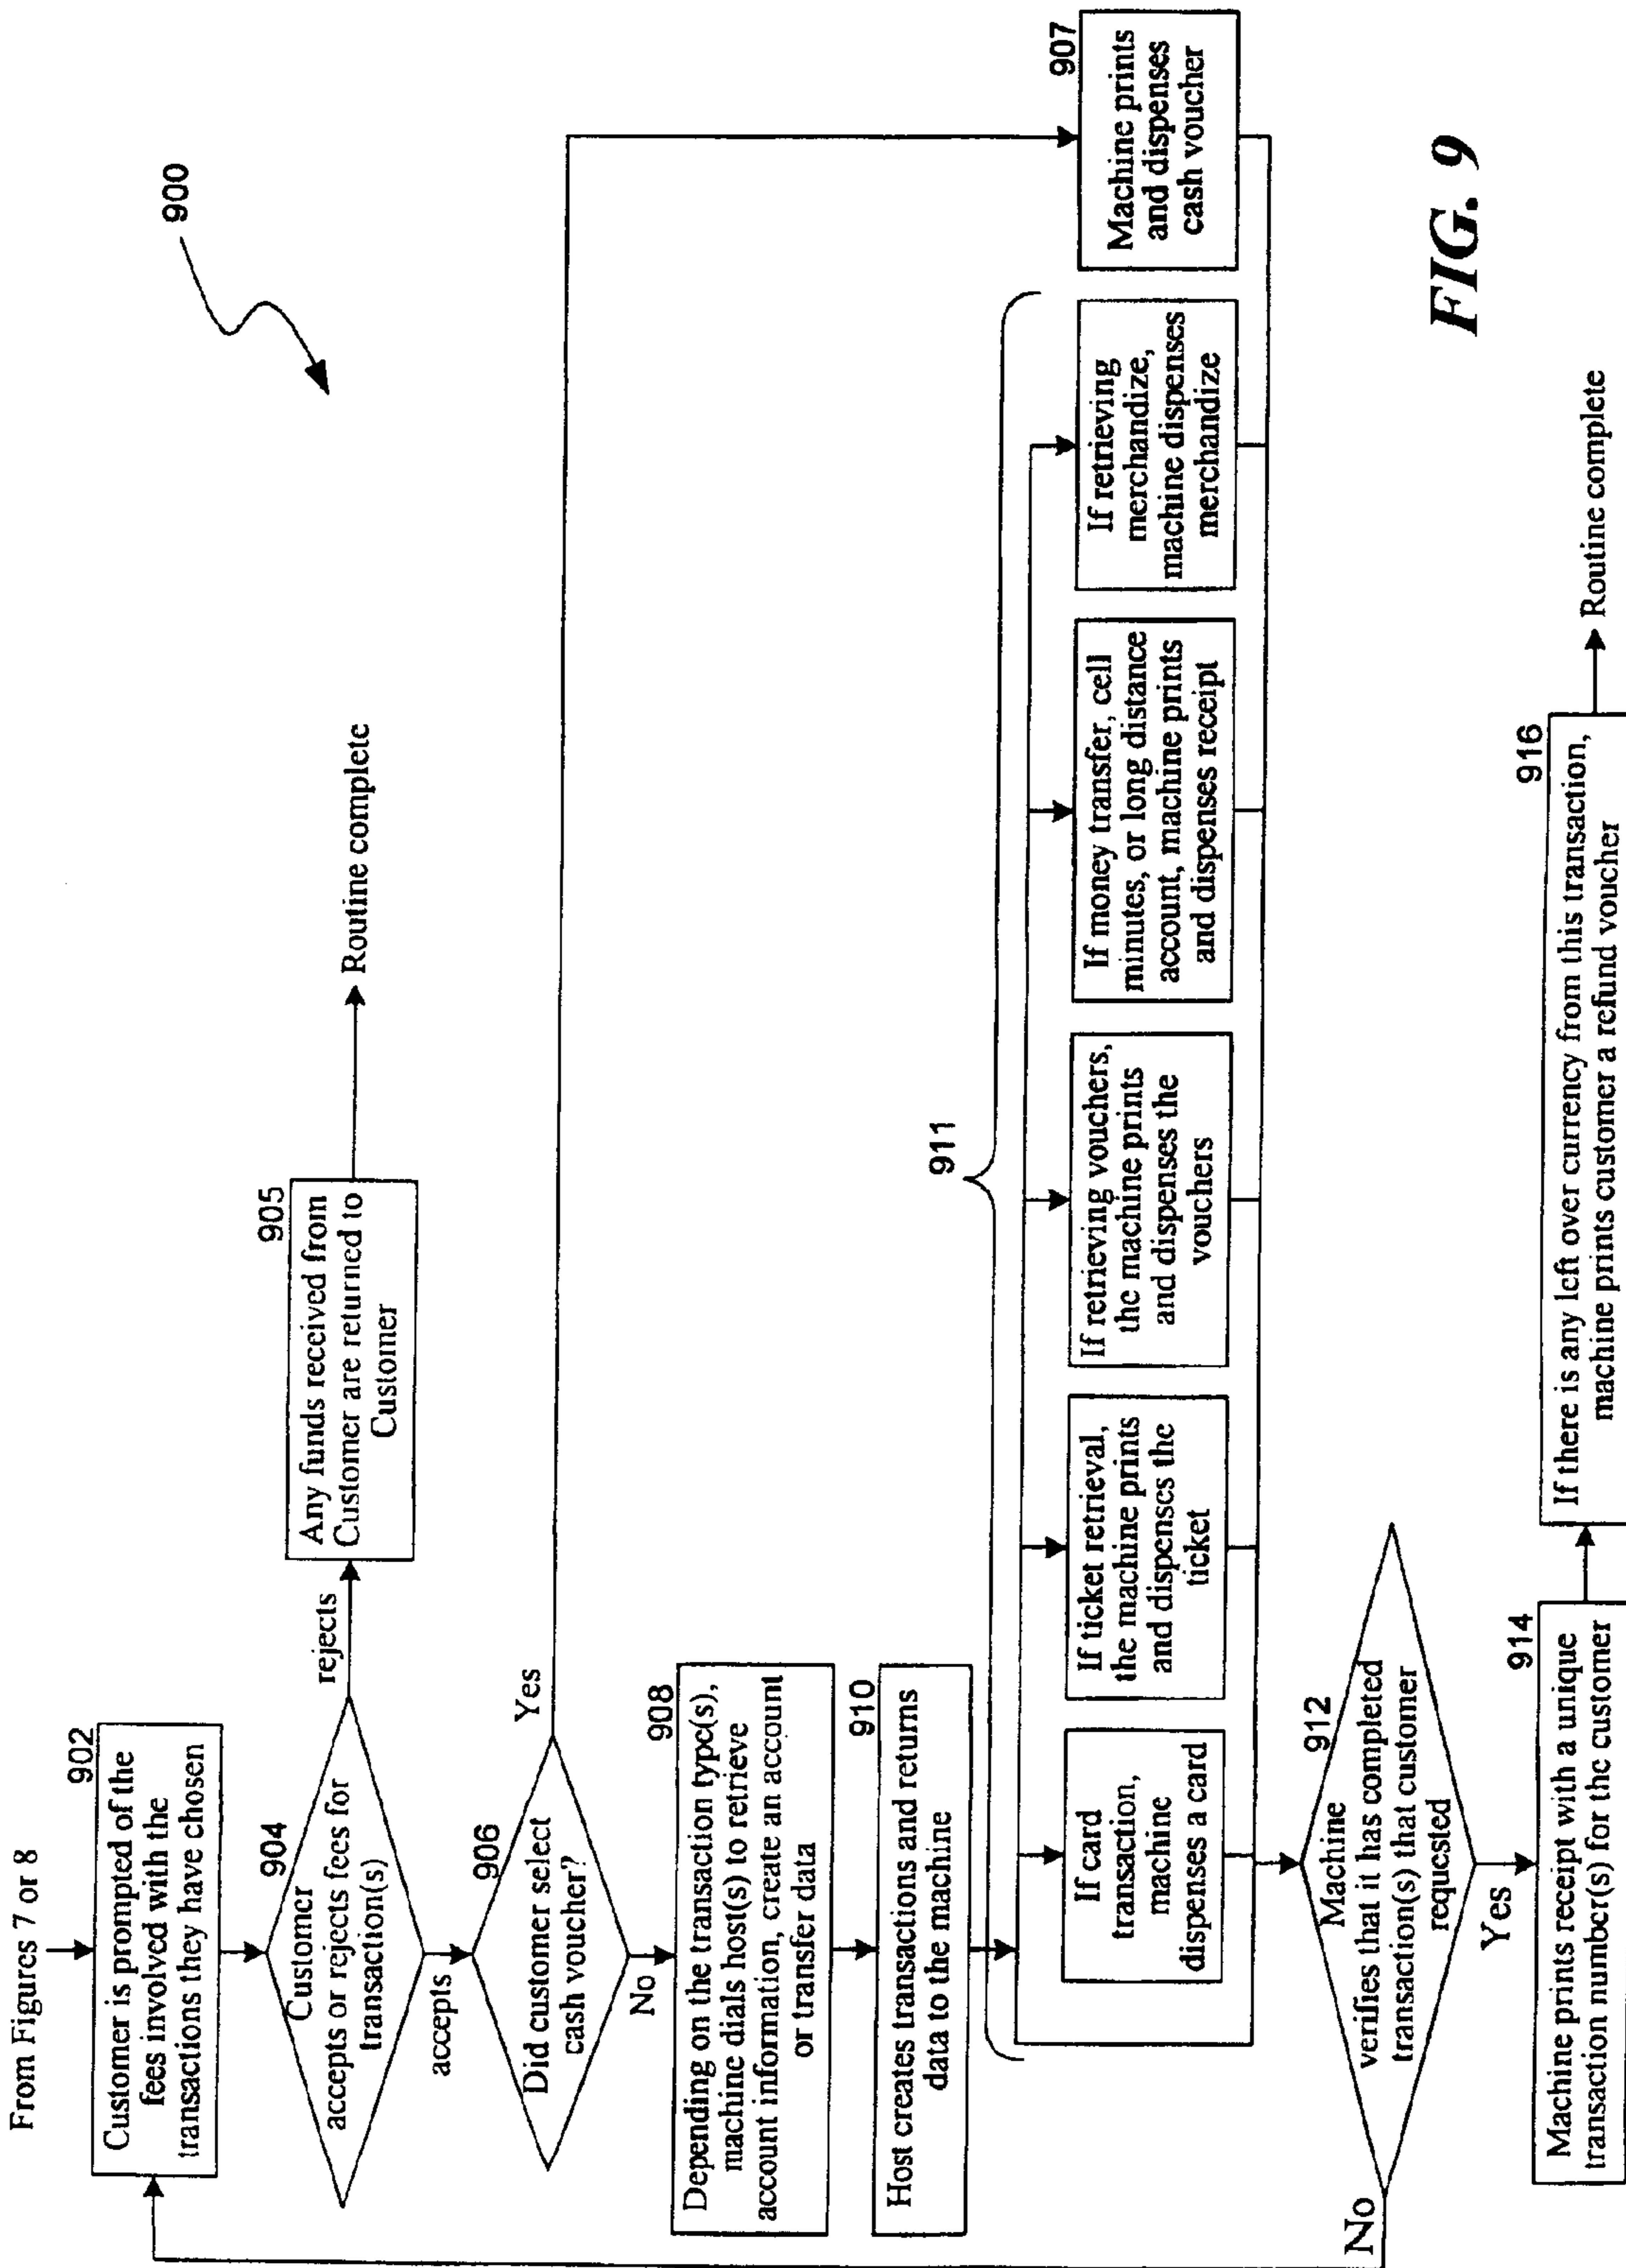 From Figures 7 or 8
900
902
Customer is prompted of the
fees involved with the
transactions they have chosen
904
Customer
accepts or rejects fees for
transaction(s)
rejects
905
Any funds received from
Customer are returned to
Customer
Routine complete
accepts
906
Did customer select
cash voucher?
Yes
No
908
Depending on the transaction type(s),
machine dials host(s) to retrieve
account information, create an account
or transfer data
910
Host creates transactions and returns
data to the machine
911
If card
transaction,
machine
dispenses a card
If ticket retrieval,
the machine prints
and dispenses the
ticket
If retrieving vouchers,
the machine prints
and dispenses the
vouchers
If money transfer, cell
minutes, or long distance
account, machine prints
and dispenses receipt
If retrieving
merchandize,
machine dispenses
merchandize
907
Machine prints
and dispenses
cash voucher
912
Machine
verifies that it has completed
transaction(s) that customer
requested
No
Yes
914
Machine prints receipt with a unique
transaction number(s) for the customer
916
If there is any left over currency from this transaction,
machine prints customer a refund voucher
Routine complete
FIG. 9